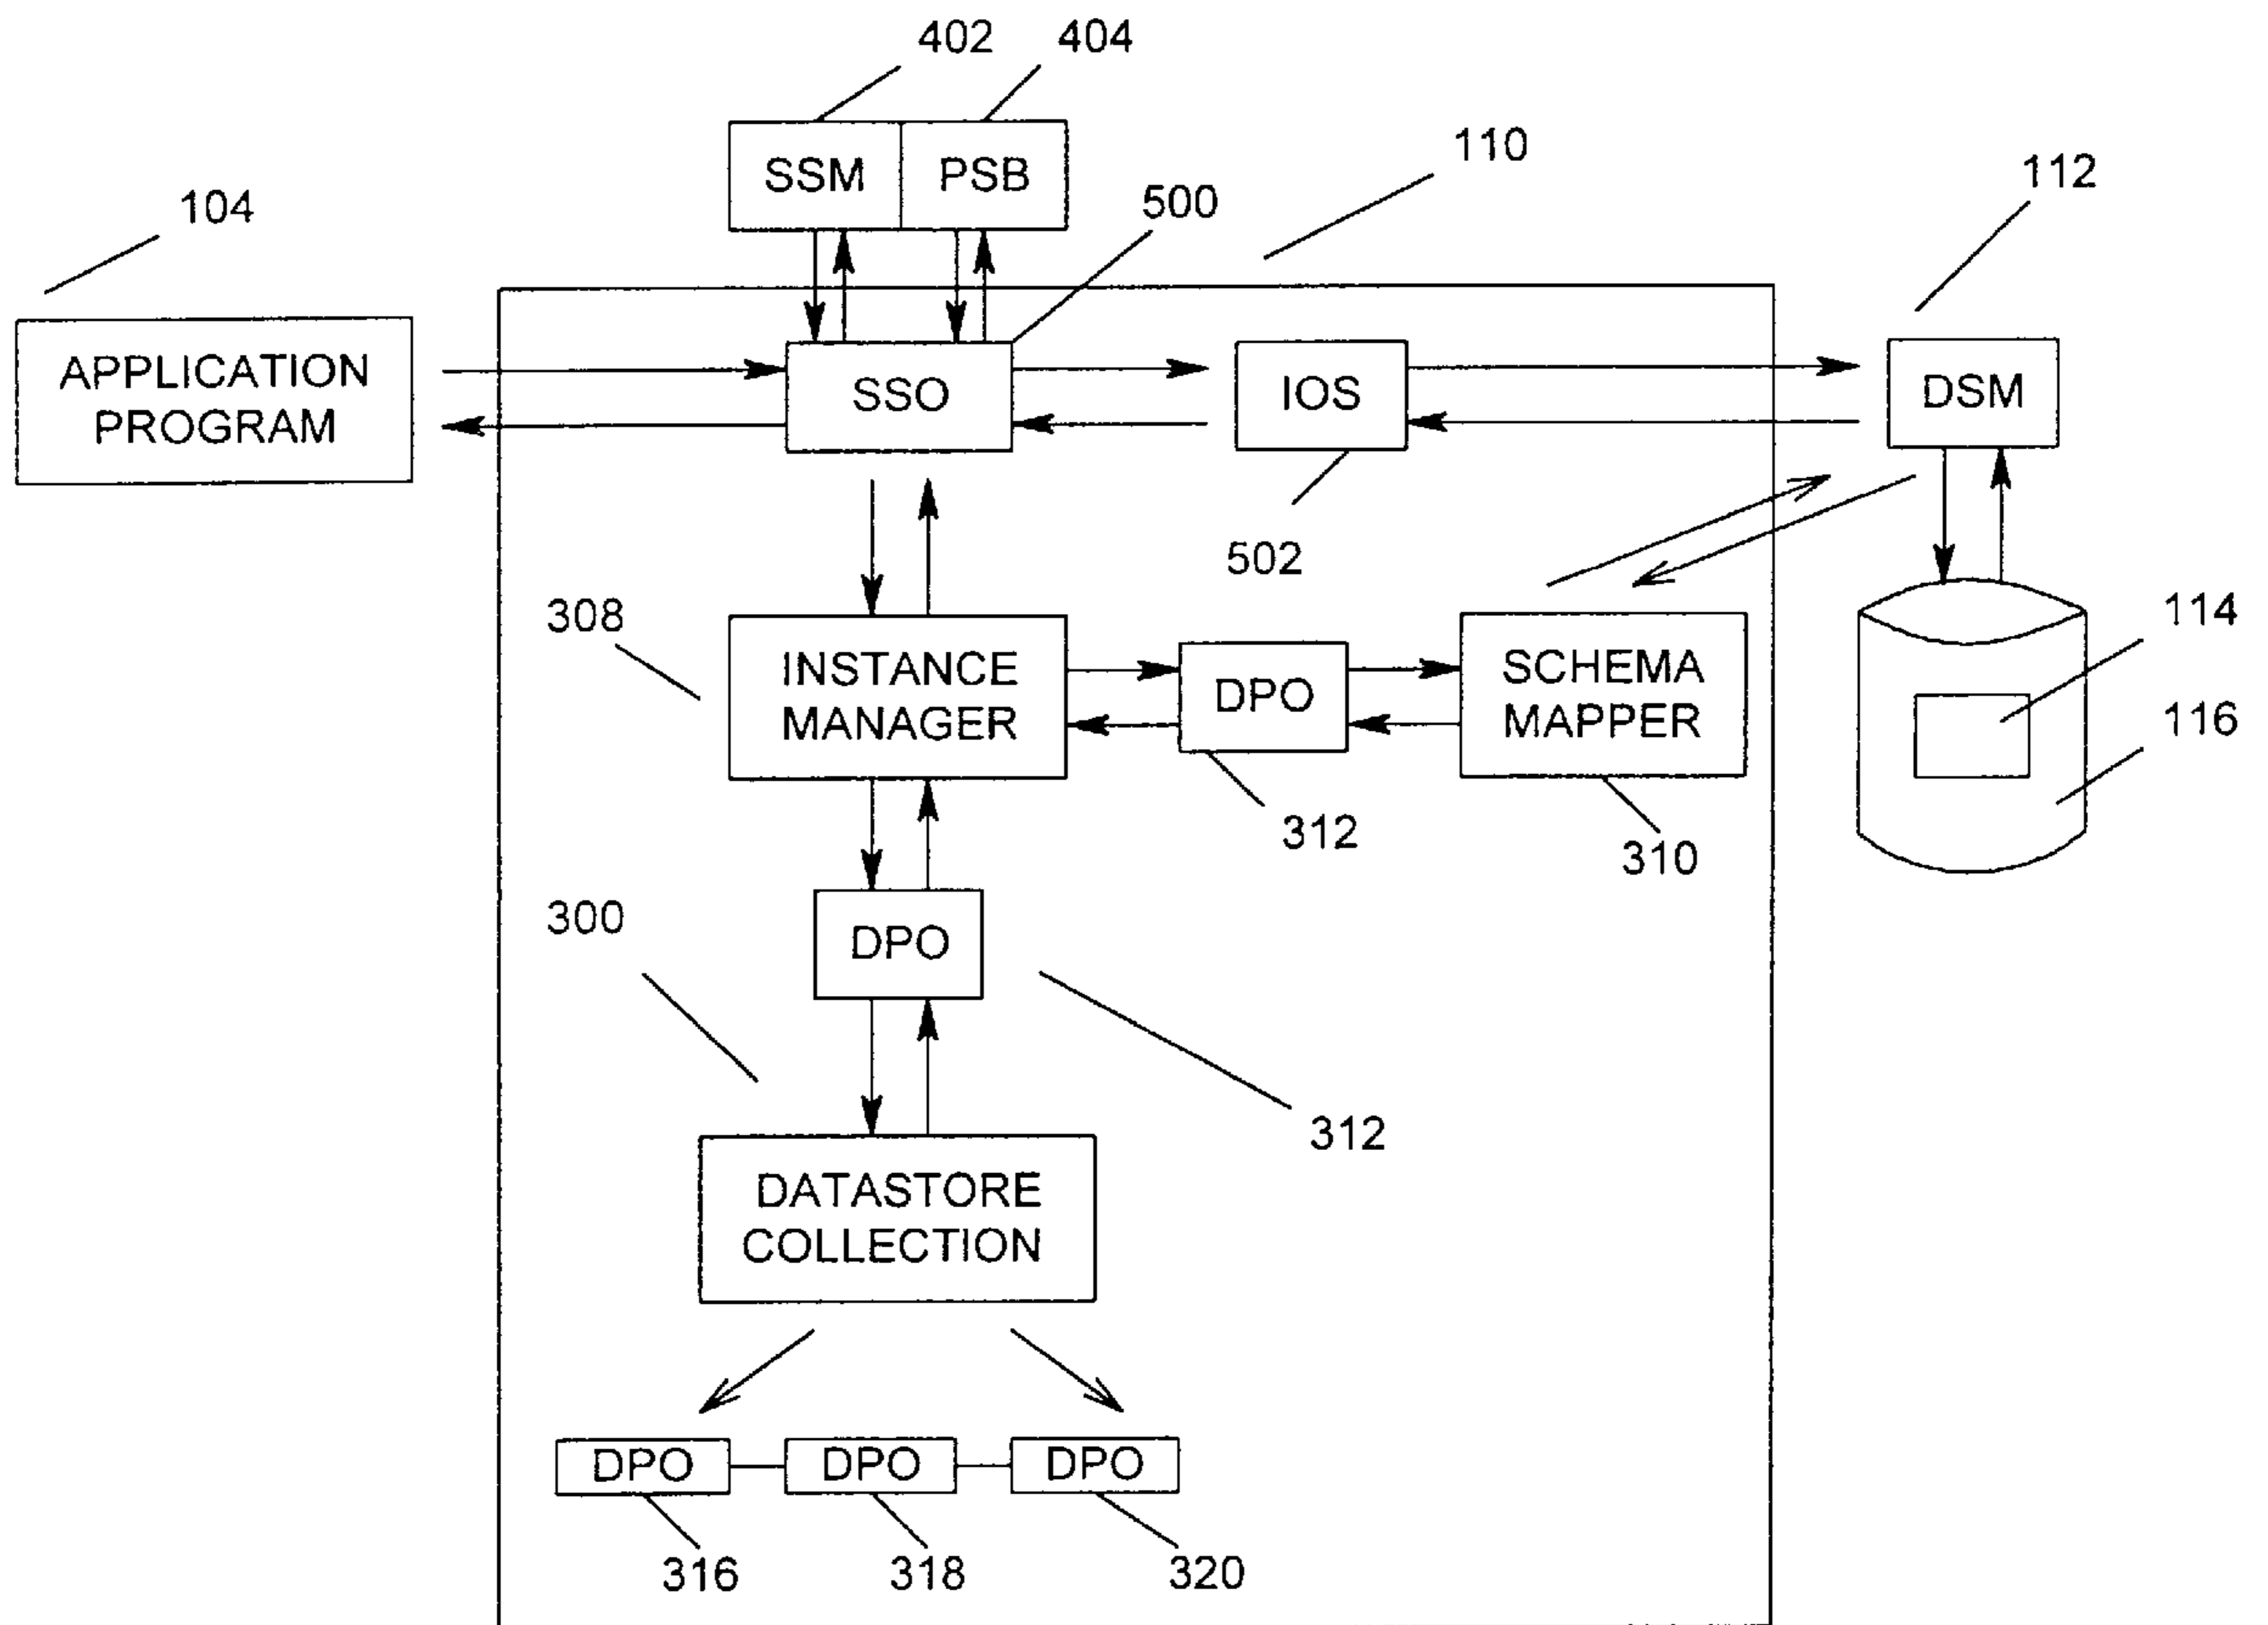 402 404
SSM PSB
110
112
104
500
APPLICATION
PROGRAM
SSO
IOS
DSM
502
308
INSTANCE
MANAGER
DPO
SCHEMA
MAPPER
114
116
312
310
300
DPO
312
DATASTORE
COLLECTION
DPO DPO DPO
316 318 320